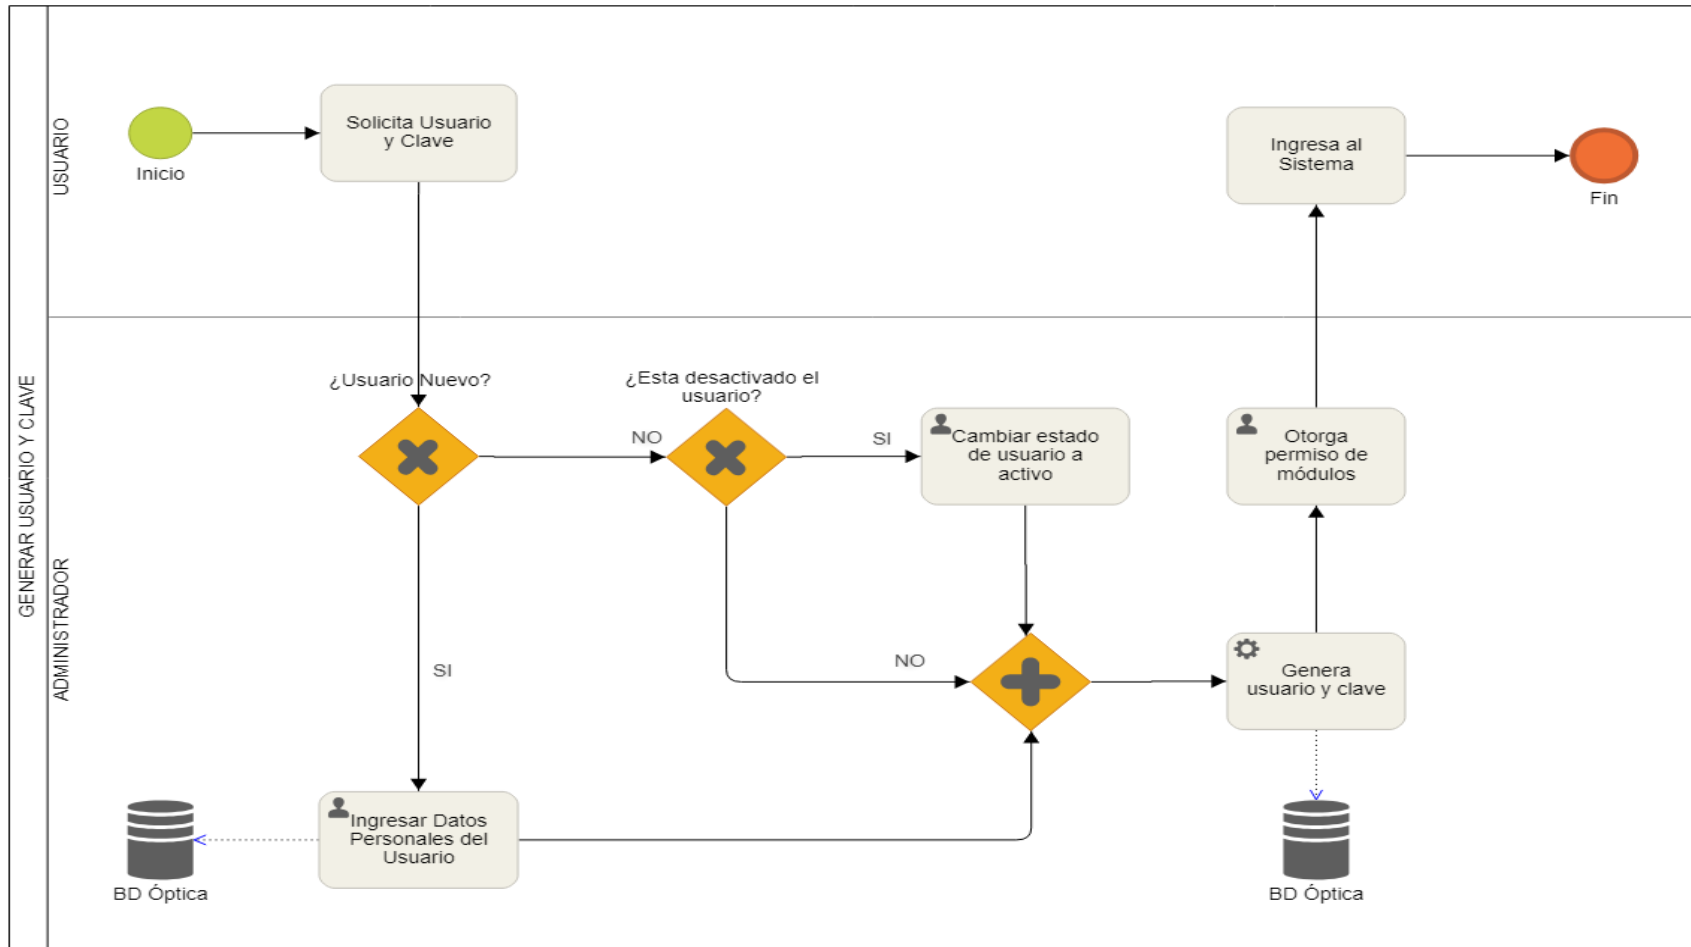 GENERAR USUARIO Y CLAVE
USUARIO
Inicio
Solicita Usuario
y Clave
Ingresa al
Sistema
Fin
ADMINISTRADOR
¿Usuario Nuevo?
NO
SI
¿Esta desactivado el
usuario?
SI
NO
Cambiar estado
de usuario a
activo
Otorga
permiso de
módulos
Genera
usuario y clave
Ingresar Datos
Personales del
Usuario
BD Óptica
BD Óptica